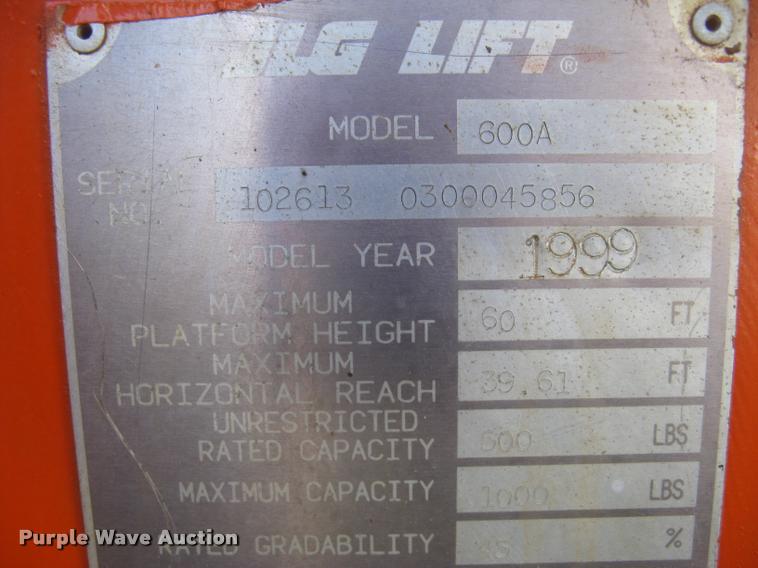 JLG LIFT®
MODEL 600A
SERIAL NO. 102613 0300045856
MODEL YEAR 1999
MAXIMUM
PLATFORM HEIGHT 60 FT
MAXIMUM
HORIZONTAL REACH 39.61 FT
UNRESTRICTED
RATED CAPACITY 500 LBS
MAXIMUM CAPACITY 1000 LBS
RATED GRADABILITY %
Purple Wave Auction